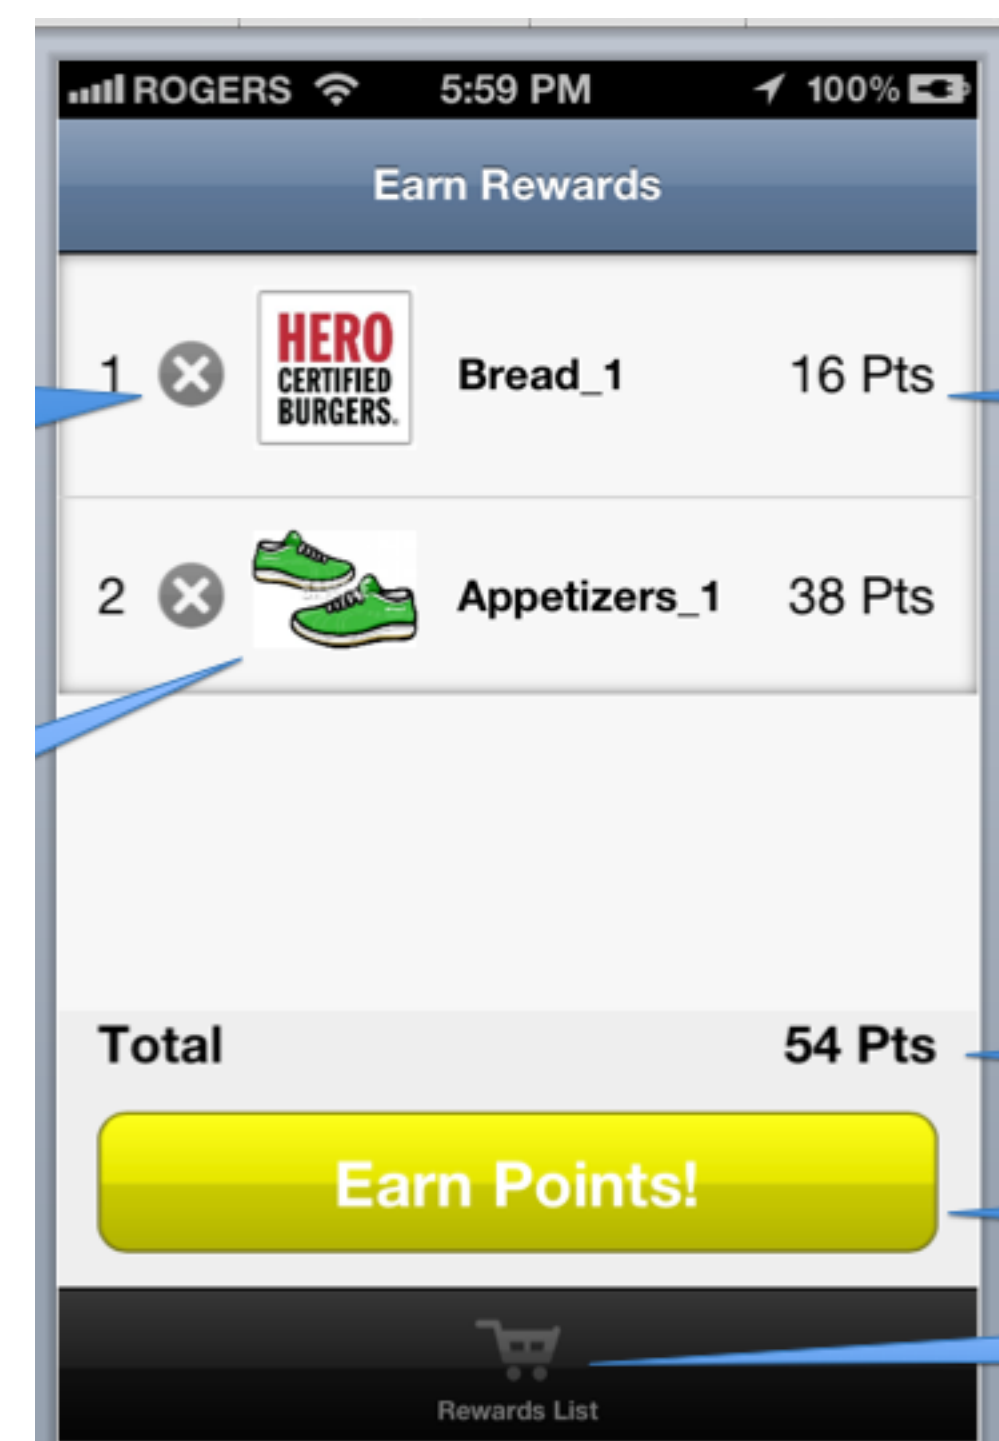 ROGERS 5:59 PM 100%
Earn Rewards
1 HERO CERTIFIED BURGERS. Bread_1 16 Pts
2 Appetizers_1 38 Pts
Total 54 Pts
Earn Points!
Rewards List